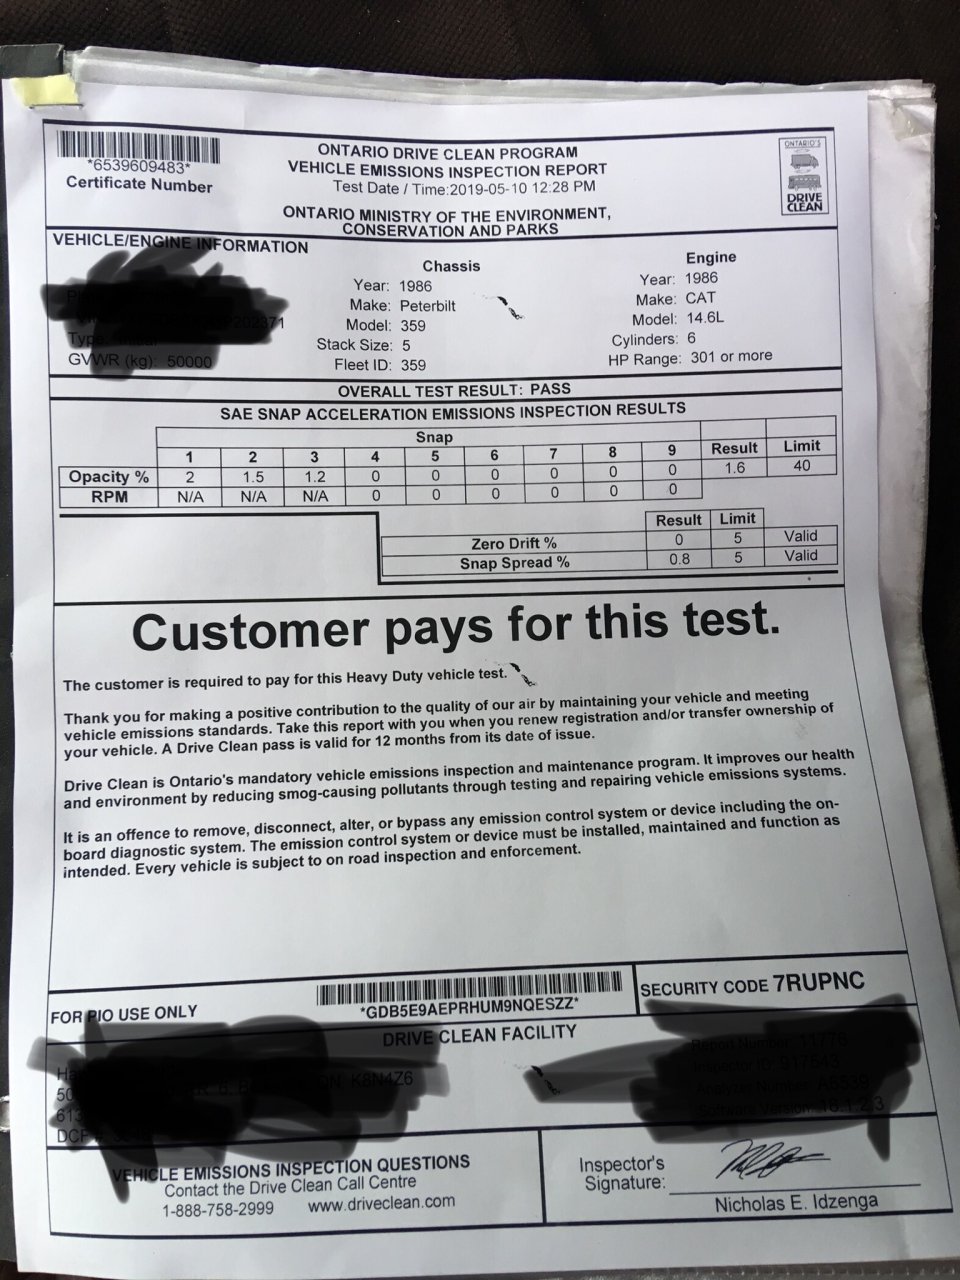 *6539609483*
Certificate Number
ONTARIO DRIVE CLEAN PROGRAM
VEHICLE EMISSIONS INSPECTION REPORT
Test Date / Time:2019-05-10 12:28 PM
ONTARIO MINISTRY OF THE ENVIRONMENT,
CONSERVATION AND PARKS
ONTARIO'S
DRIVE
CLEAN
VEHICLE/ENGINE INFORMATION
Type:
GVWR (kg): 50000
Chassis
Year: 1986
Make: Peterbilt
Model: 359
Stack Size: 5
Fleet ID: 359
Engine
Year: 1986
Make: CAT
Model: 14.6L
Cylinders: 6
HP Range: 301 or more
OVERALL TEST RESULT: PASS
SAE SNAP ACCELERATION EMISSIONS INSPECTION RESULTS
Snap
1 2 3 4 5 6 7 8 9 Result Limit
Opacity % 2 1.5 1.2 0 0 0 0 0 0 1.6 40
RPM N/A N/A N/A 0 0 0 0 0 0
Result Limit
Zero Drift % 0 5 Valid
Snap Spread % 0.8 5 Valid
Customer pays for this test.
The customer is required to pay for this Heavy Duty vehicle test.
Thank you for making a positive contribution to the quality of our air by maintaining your vehicle and meeting
vehicle emissions standards. Take this report with you when you renew registration and/or transfer ownership of
your vehicle. A Drive Clean pass is valid for 12 months from its date of issue.
Drive Clean is Ontario's mandatory vehicle emissions inspection and maintenance program. It improves our health
and environment by reducing smog-causing pollutants through testing and repairing vehicle emissions systems.
It is an offence to remove, disconnect, alter, or bypass any emission control system or device including the on-
board diagnostic system. The emission control system or device must be installed, maintained and function as
intended. Every vehicle is subject to on road inspection and enforcement.
FOR PIO USE ONLY
*GDB5E9AEPRHUM9NQESZZ*
SECURITY CODE 7RUPNC
DRIVE CLEAN FACILITY
VEHICLE EMISSIONS INSPECTION QUESTIONS
Contact the Drive Clean Call Centre
1-888-758-2999 www.driveclean.com
Inspector's
Signature:
Nicholas E. Idzenga